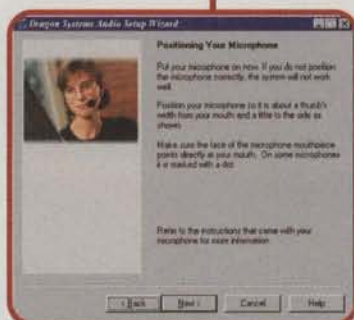 Dragon Systems Audio Setup Wizard
Positioning Your Microphone
Put your microphone on now. If you do not position
the microphone correctly, the system will not work
well.
Position your microphone so it is about a thumb's
width from your mouth and a little to the side as
shown.
Make sure the face of the microphone mouthpiece
points directly at your mouth. On some microphones
it is marked with a dot.
Refer to the instructions that came with your
microphone for more information.
< Back
Next >
Cancel
Help